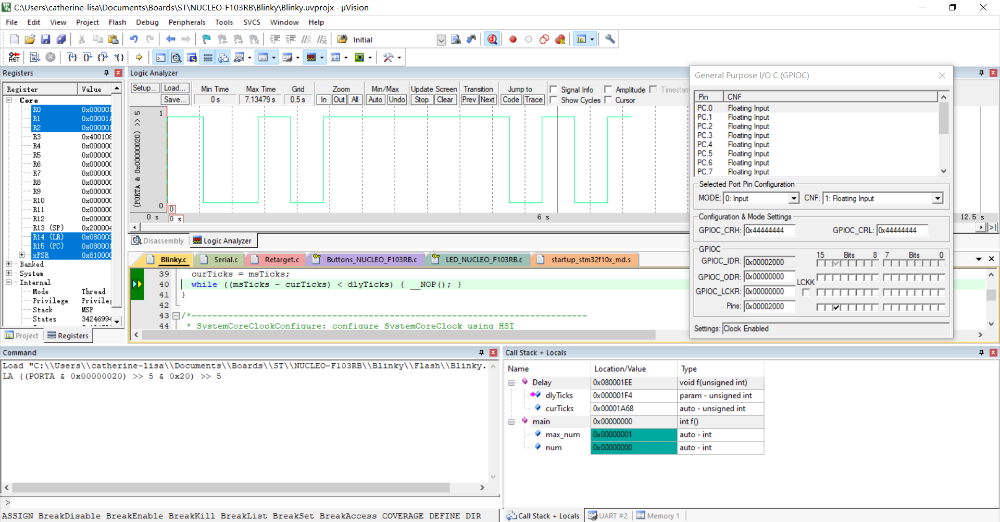 C:\Users\catherine-lisa\Documents\Boards\ST\NUCLEO-F103RB\Blinky\Blinky.uvprojx - µVision
File Edit View Project Flash Debug Peripherals Tools SVCS Window Help
Initial
RST
Registers
Register Value
Core
R0 0x000001
R1 0x00001A
R2 0x000001
R3 0x400108
R4 0x000000
R5 0x000000
R6 0x000000
R7 0x000000
R8 0x000000
R9 0x000000
R10 0x000000
R11 0x000000
R12 0x000000
R13 (SP) 0x200004
R14 (LR) 0x080003
R15 (PC) 0x080001
xPSR 0x810000
Banked
System
Internal
Mode Thread
Privilege Privileg
Stack MSP
States 34246994
Project Registers
Logic Analyzer
Setup... Load... Save...
Min Time 0 s
Max Time 7.13479 s
Grid 0.5 s
Zoom In Out All
Min/Max Auto Undo
Update Screen Stop Clear
Transition Prev Next
Jump to Code Trace
Signal Info Amplitude Timestam
Show Cycles Cursor
(PORTA & 0x00000020) >> 5
1
0
0
0 s 0 s 6 s 12.5 s
Disassembly Logic Analyzer
Blinky.c Serial.c Retarget.c Buttons_NUCLEO_F103RB.c LED_NUCLEO_F103RB.c startup_stm32f10x_md.s
39 curTicks = msTicks;
40 while ((msTicks - curTicks) < dlyTicks) { __NOP(); }
41 }
42
43 /*----------------------------------------------------------------------------
44 * SystemCoreClockConfigure: configure SystemCoreClock using HSI
General Purpose I/O C (GPIOC)
Pin CNF
PC.0 Floating Input
PC.1 Floating Input
PC.2 Floating Input
PC.3 Floating Input
PC.4 Floating Input
PC.5 Floating Input
PC.6 Floating Input
PC.7 Floating Input
Selected Port Pin Configuration
MODE: 0: Input CNF: 1: Floating Input
Configuration & Mode Settings
GPIOC_CRH: 0x44444444 GPIOC_CRL: 0x44444444
GPIOC
15 Bits 8 7 Bits 0
GPIOC_IDR: 0x00002000
GPIOC_ODR: 0x00000000
LCKK
GPIOC_LCKR: 0x00000000
Pins: 0x00002000
Settings: Clock Enabled
Command
Load "C:\\Users\\catherine-lisa\\Documents\\Boards\\ST\\NUCLEO-F103RB\\Blinky\\Flash\\Blinky.
LA ((PORTA & 0x00000020) >> 5 & 0x20) >> 5
>
ASSIGN BreakDisable BreakEnable BreakKill BreakList BreakSet BreakAccess COVERAGE DEFINE DIR
Call Stack + Locals
Name Location/Value Type
Delay 0x080001EE void f(unsigned int)
dlyTicks 0x000001F4 param - unsigned int
curTicks 0x00001A68 auto - unsigned int
main 0x00000000 int f()
max_num 0x00000001 auto - int
num 0x00000000 auto - int
Call Stack + Locals UART #2 Memory 1